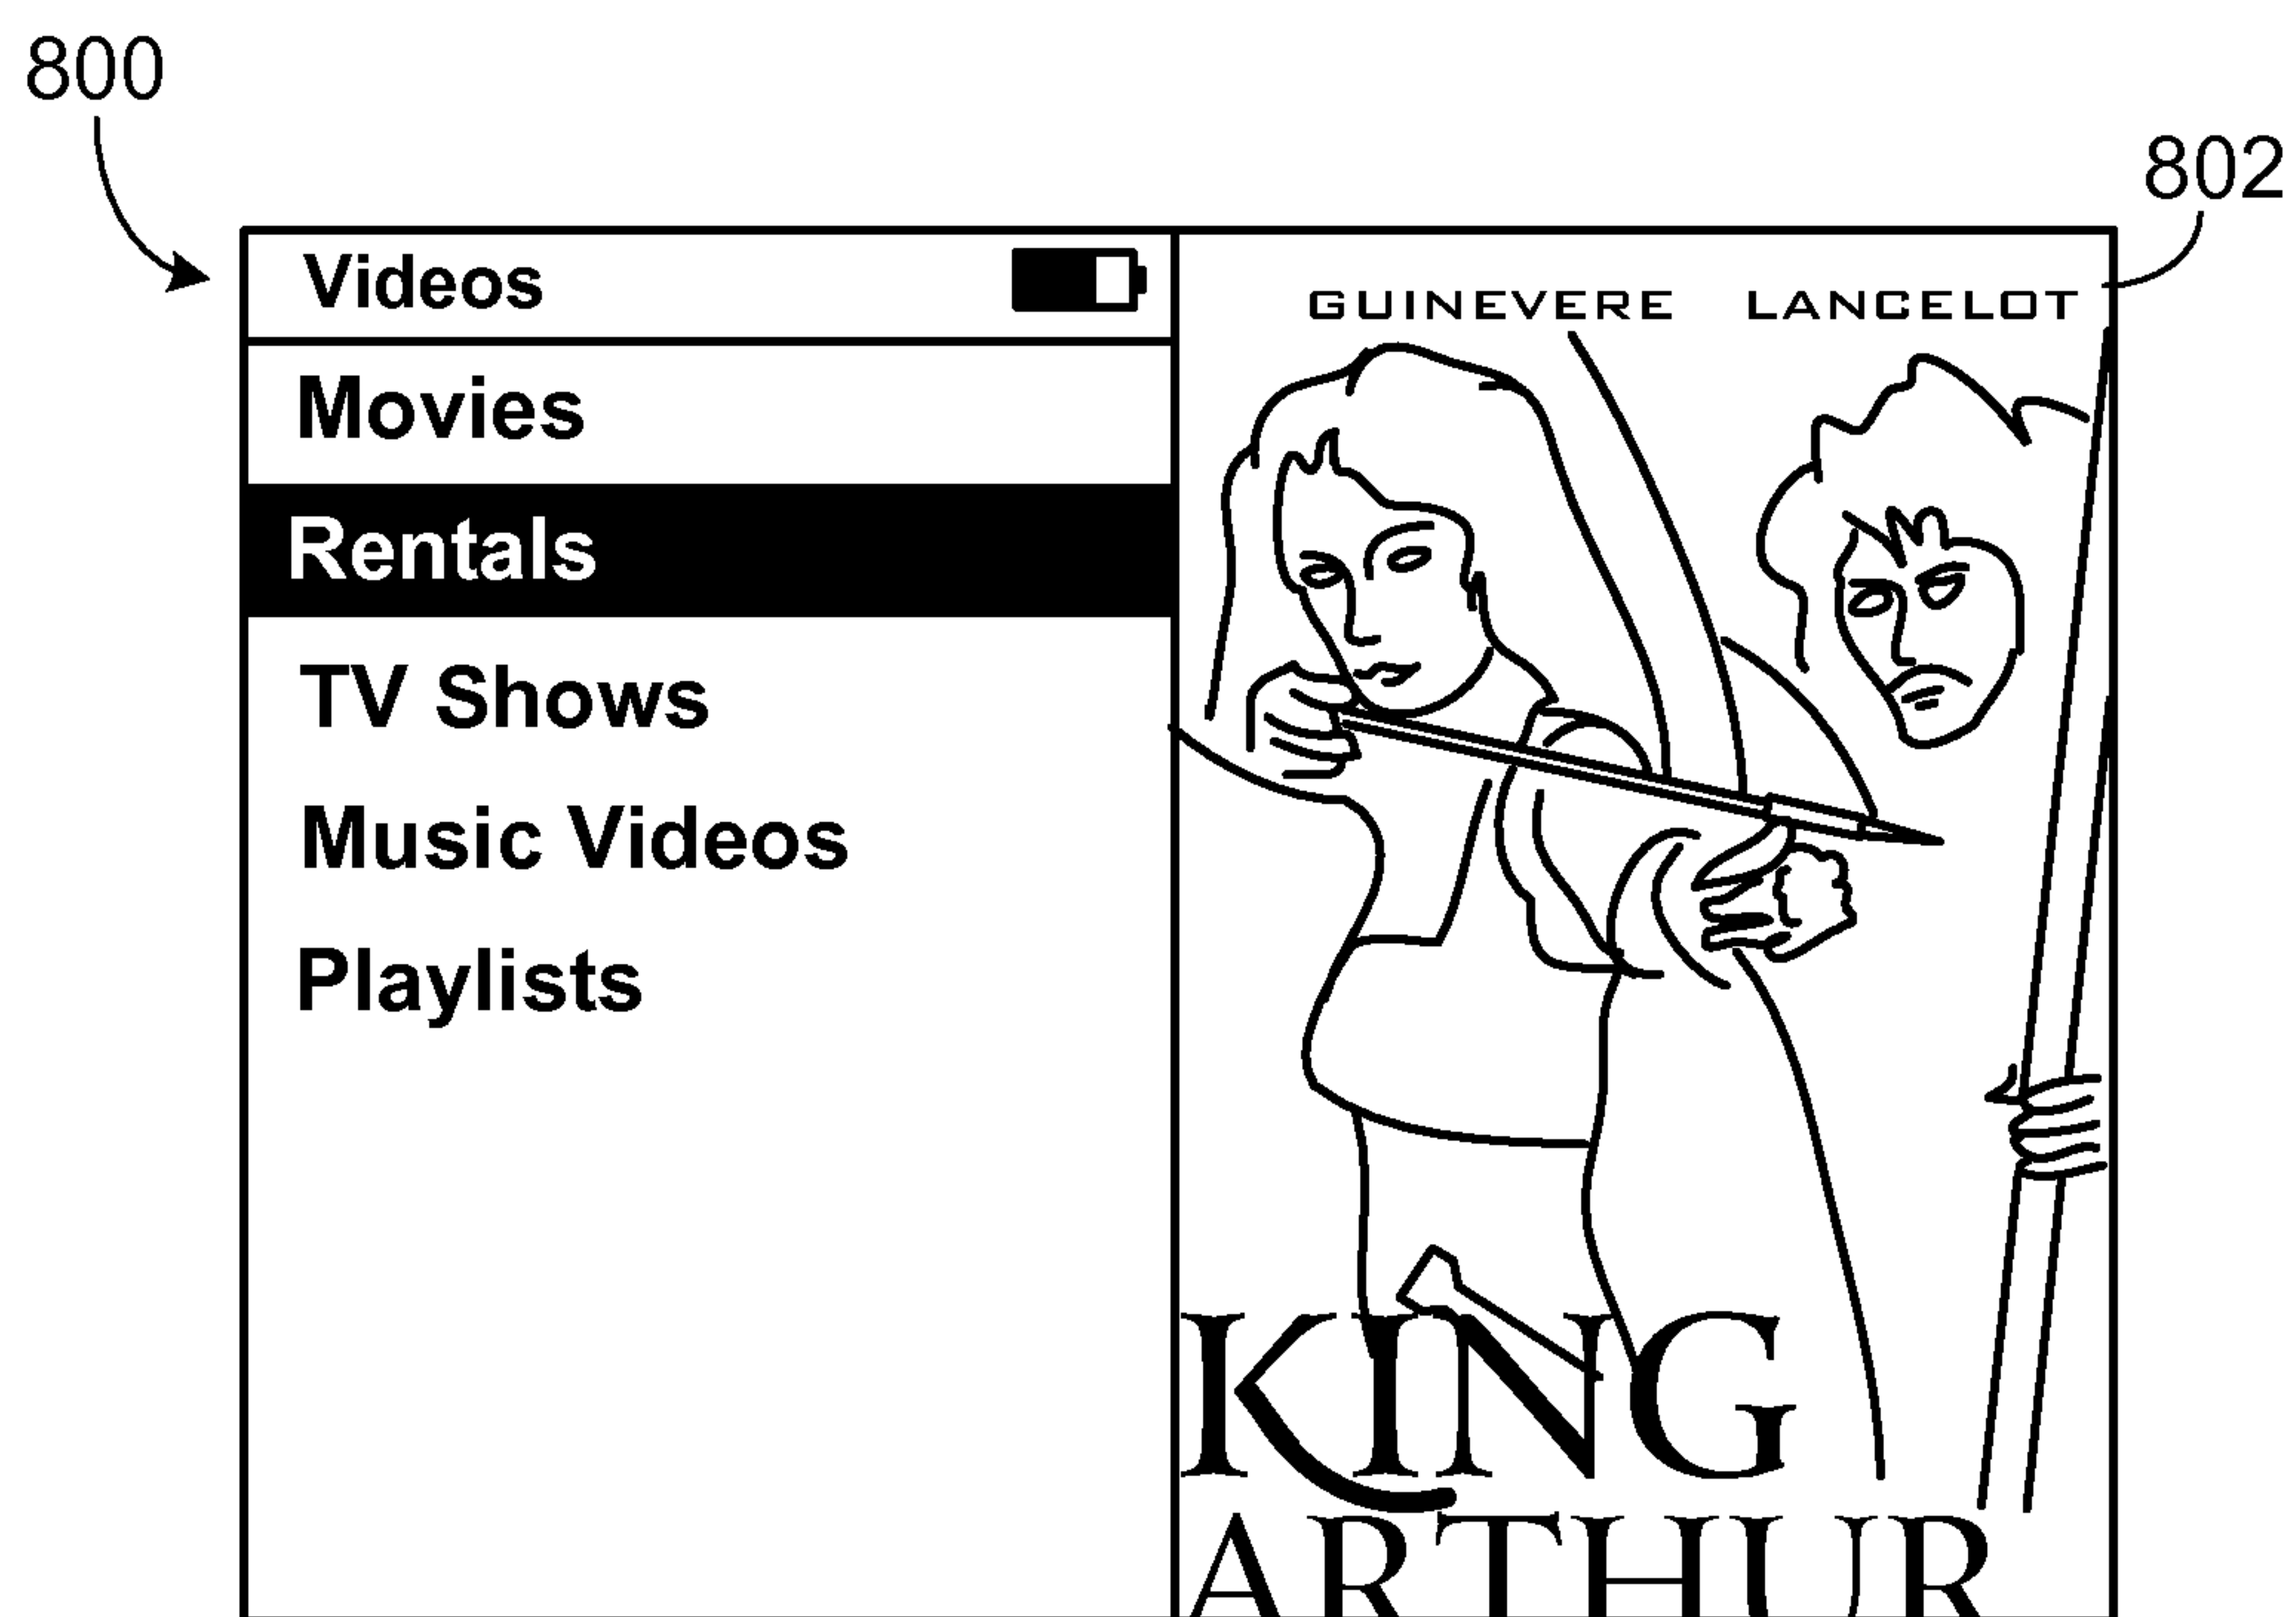 800
802
Videos
Movies
Rentals
TV Shows
Music Videos
Playlists
GUINEVERE LANCELOT
KING
ARTHUR